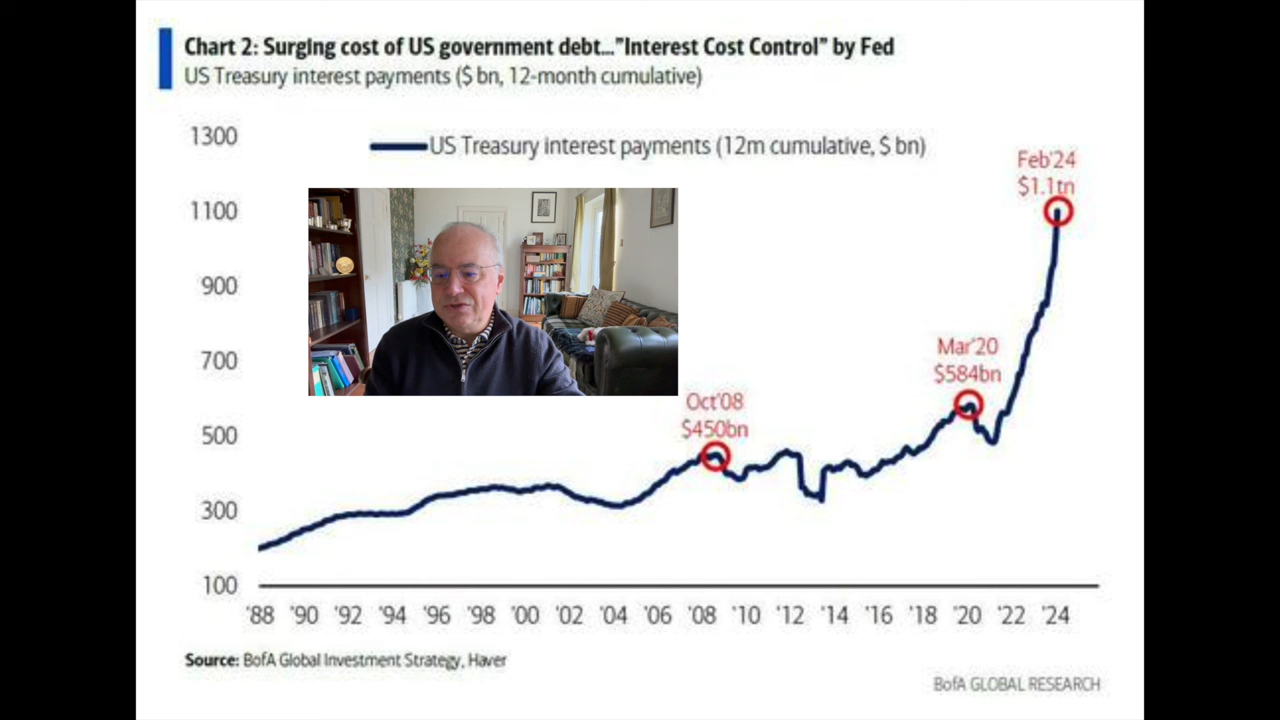 Chart 2: Surging cost of US government debt..."Interest Cost Control" by Fed
US Treasury interest payments ($ bn, 12-month cumulative)
1300
US Treasury interest payments (12m cumulative, $ bn)
Feb'24
$1.1tn
1100
900
700
Mar'20
$584bn
Oct'08
$450bn
500
300
100
'88 '90 '92 '94 '96 '98 '00 '02 '04 '06 '08 '10 '12 '14 '16 '18 '20 '22 '24
Source: BofA Global Investment Strategy, Haver
BofA GLOBAL RESEARCH